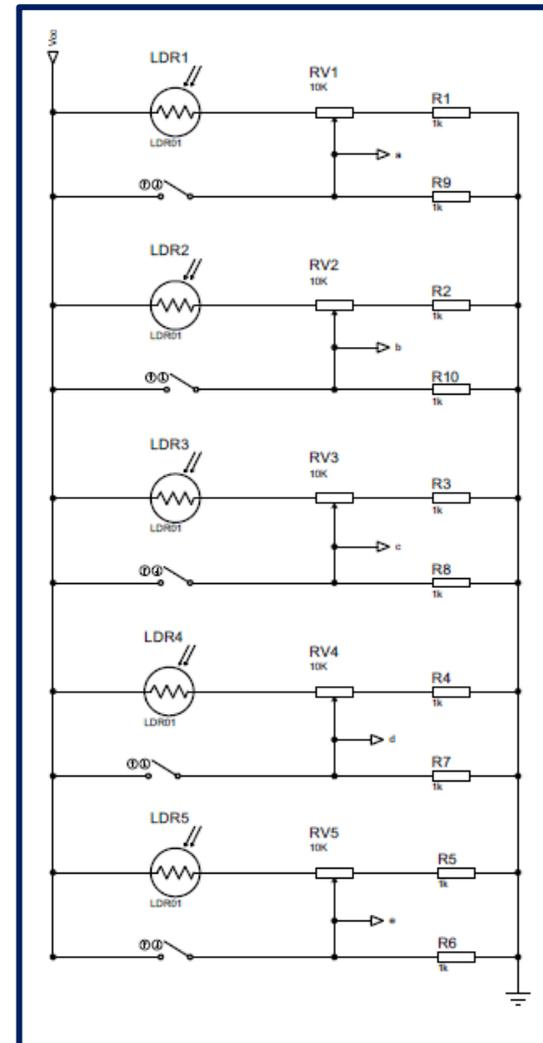 Vcc
LDR1
LDR01
RV1
10K
R1
1k
a
R9
1k
LDR2
LDR01
RV2
10K
R2
1k
b
R10
1k
LDR3
LDR01
RV3
10K
R3
1k
c
R8
1k
LDR4
LDR01
RV4
10K
R4
1k
d
R7
1k
LDR5
LDR01
RV5
10K
R5
1k
e
R6
1k